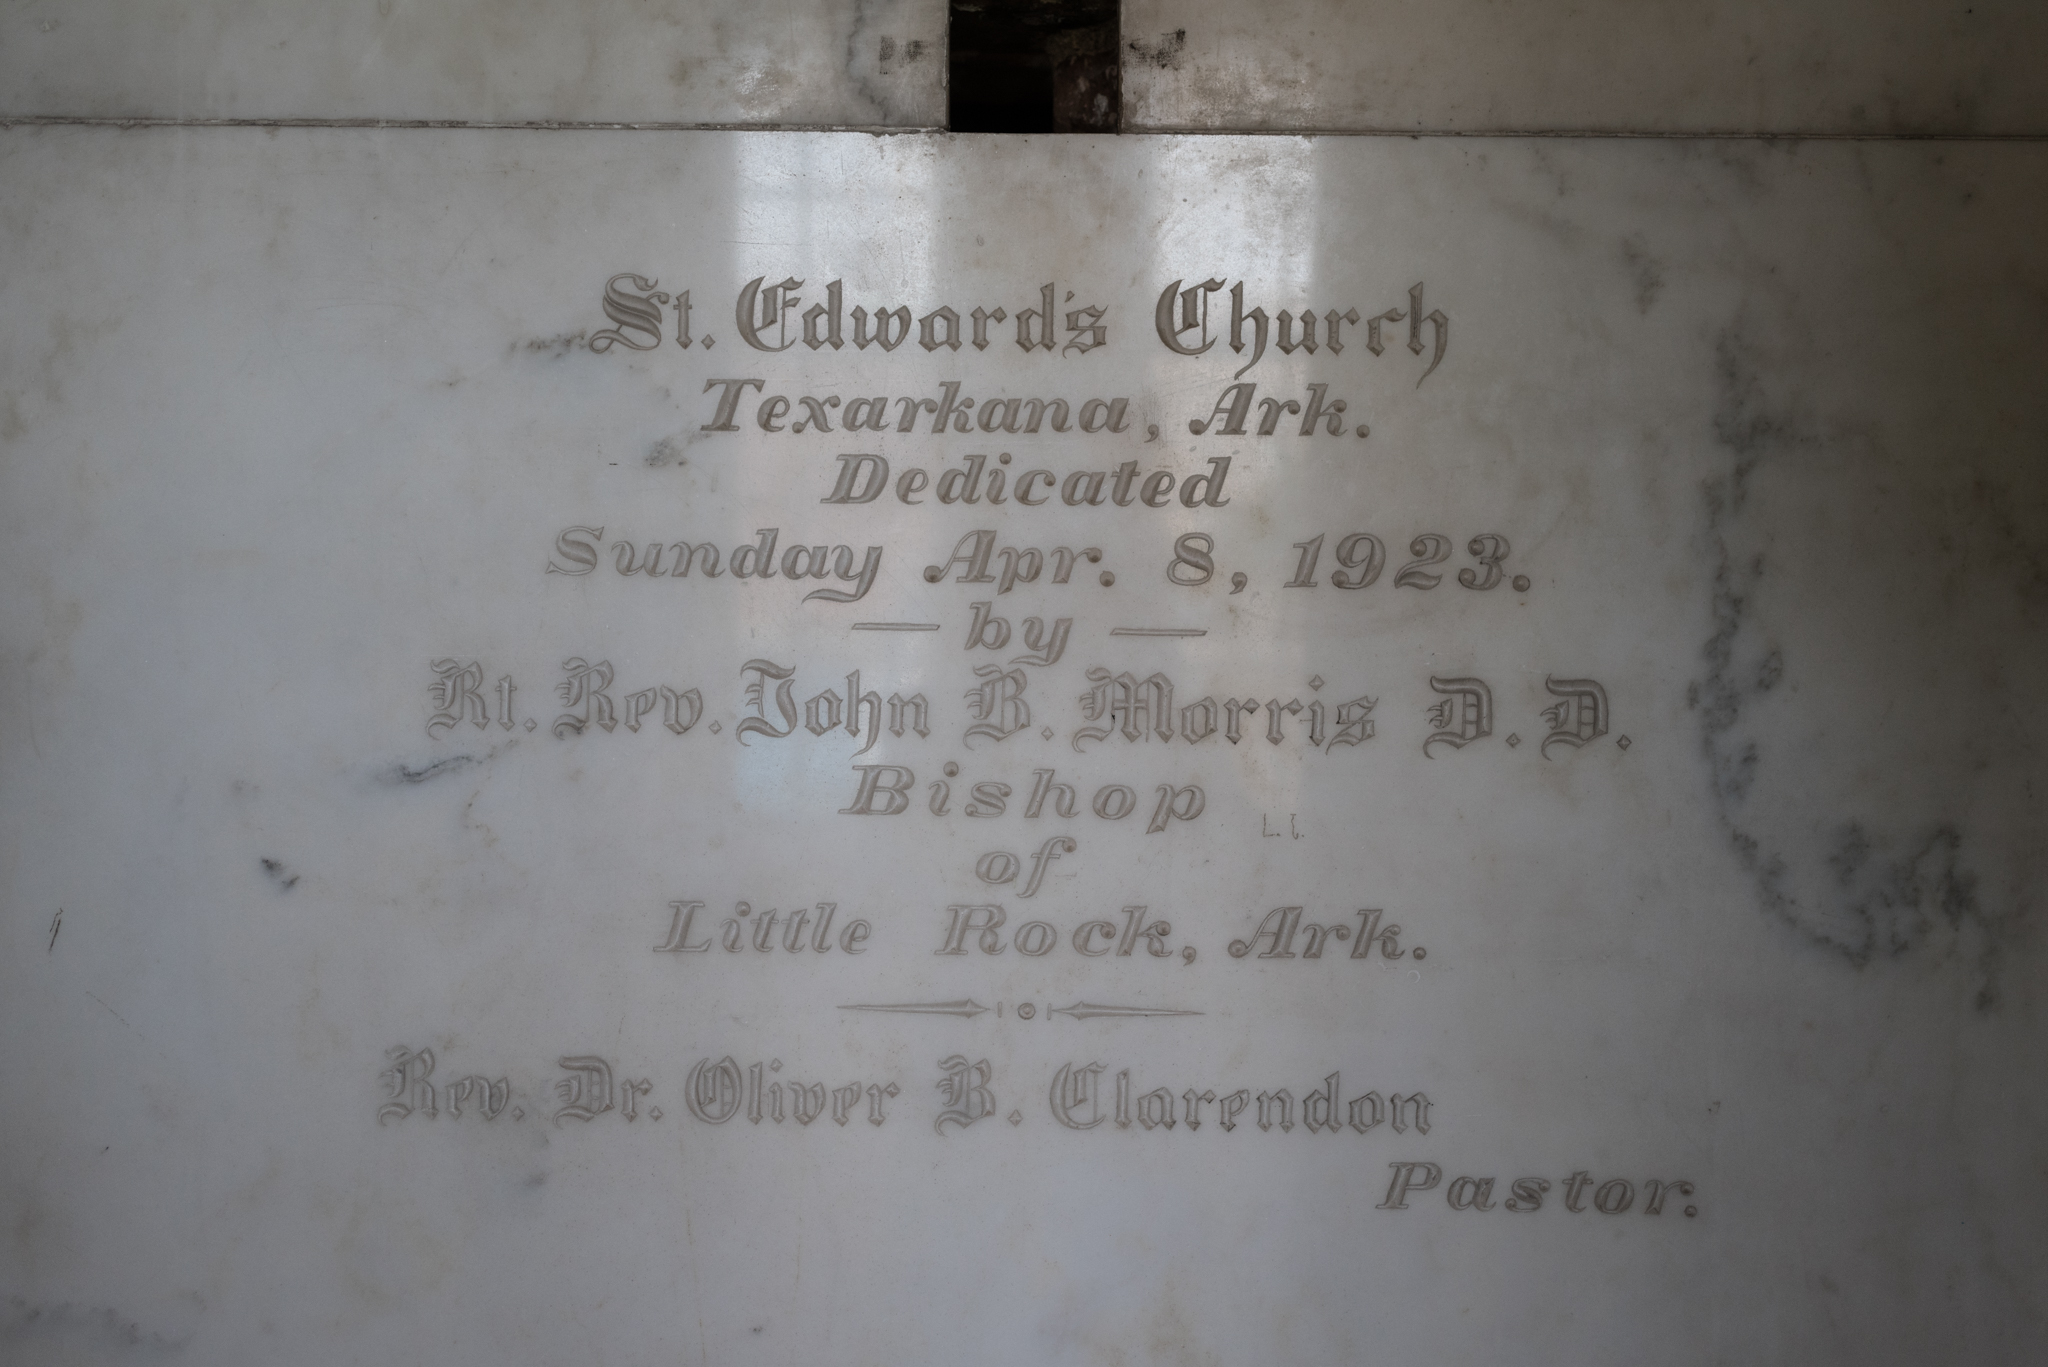 St. Edward's Church
Texarkana, Ark.
Dedicated
Sunday Apr. 8, 1923.
— by —
Rt. Rev. John B. Morris D. D.
Bishop
of
Little Rock, Ark.
Rev. Dr. Oliver B. Clarendon
Pastor.